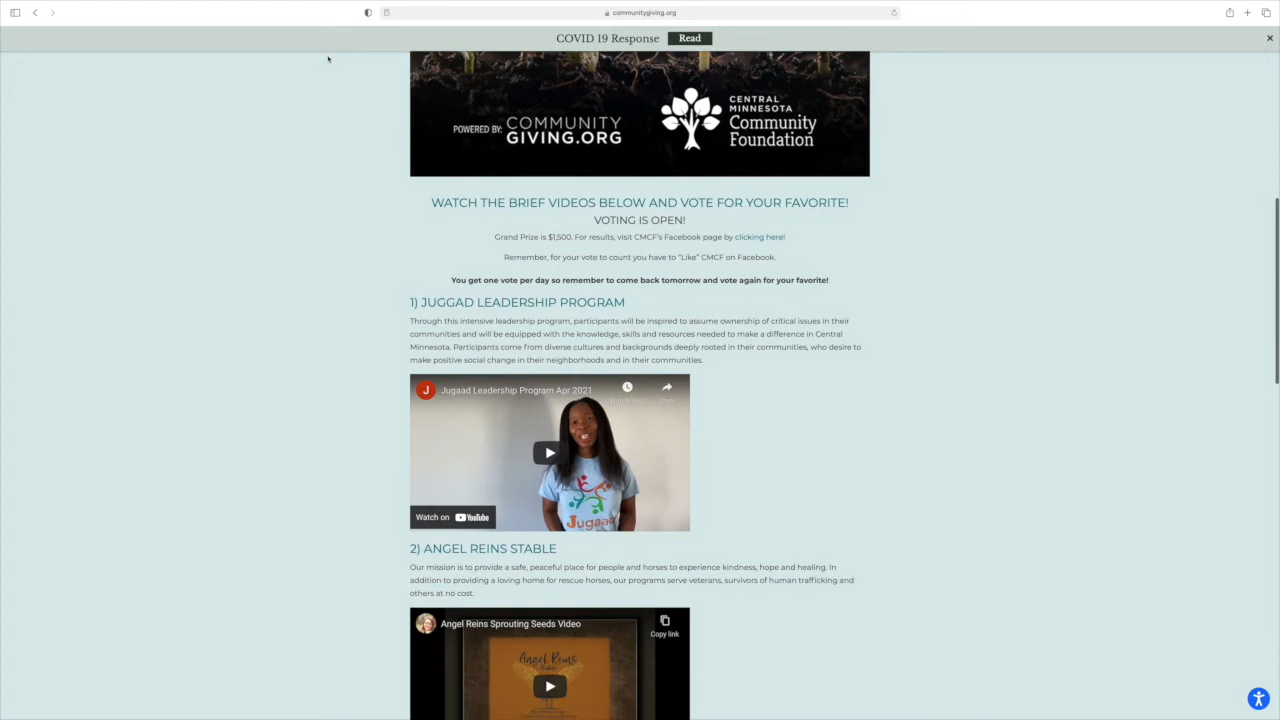 communitygiving.org
COVID 19 Response Read
POWERED BY: COMMUNITY
GIVING.ORG
CENTRAL
MINNESOTA
Community
Foundation
WATCH THE BRIEF VIDEOS BELOW AND VOTE FOR YOUR FAVORITE!
VOTING IS OPEN!
Grand Prize is $1,500. For results, visit CMCF's Facebook page by clicking here!
Remember, for your vote to count you have to "Like" CMCF on Facebook.
You get one vote per day so remember to come back tomorrow and vote again for your favorite!
1) JUGGAD LEADERSHIP PROGRAM
Through this intensive leadership program, participants will be inspired to assume ownership of critical issues in their
communities and will be equipped with the knowledge, skills and resources needed to make a difference in Central
Minnesota. Participants come from diverse cultures and backgrounds deeply rooted in their communities, who desire to
make positive social change in their neighborhoods and in their communities.
J Jugaad Leadership Program Apr 2021
Share
Jugaad
Watch on YouTube
2) ANGEL REINS STABLE
Our mission is to provide a safe, peaceful place for people and horses to experience kindness, hope and healing. In
addition to providing a loving home for rescue horses, our programs serve veterans, survivors of human trafficking and
others at no cost.
Angel Reins Sprouting Seeds Video
Copy link
Angel Reins
Stable